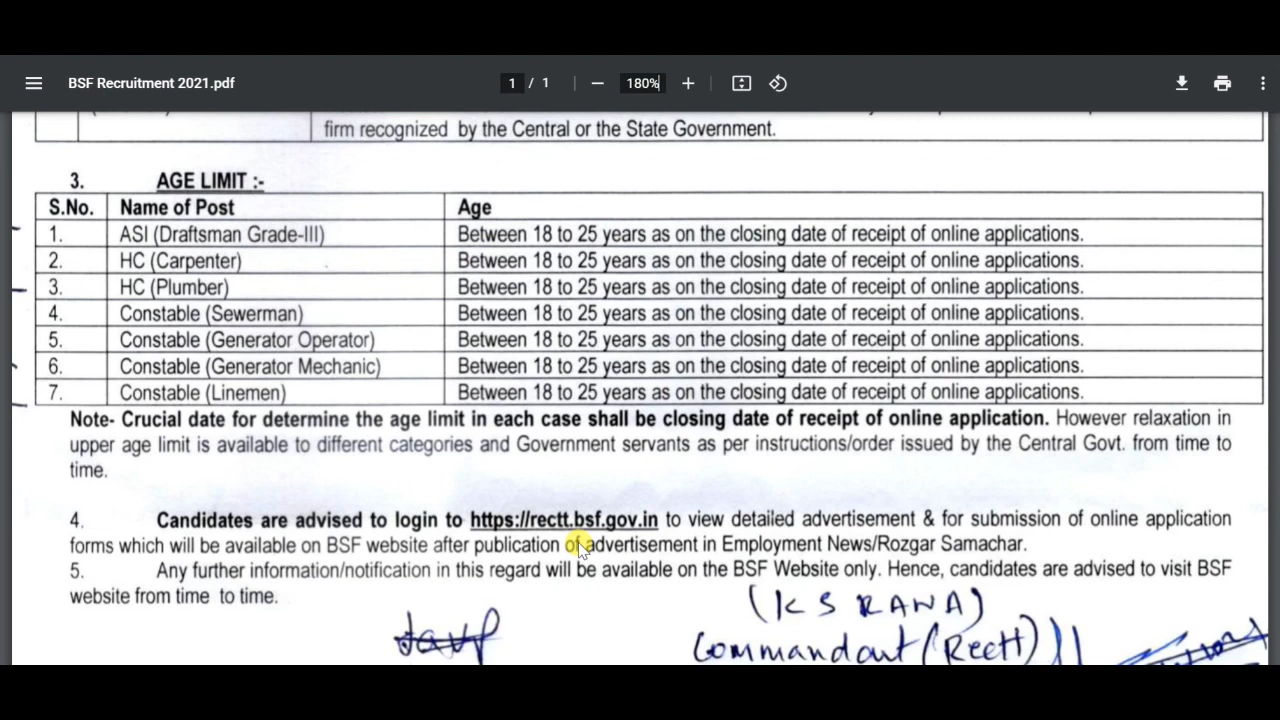 BSF Recruitment 2021.pdf
1 / 1
180%
firm recognized by the Central or the State Government.
3. AGE LIMIT :-
S.No. Name of Post Age
1. ASI (Draftsman Grade-III) Between 18 to 25 years as on the closing date of receipt of online applications.
2. HC (Carpenter) Between 18 to 25 years as on the closing date of receipt of online applications.
3. HC (Plumber) Between 18 to 25 years as on the closing date of receipt of online applications.
4. Constable (Sewerman) Between 18 to 25 years as on the closing date of receipt of online applications.
5. Constable (Generator Operator) Between 18 to 25 years as on the closing date of receipt of online applications.
6. Constable (Generator Mechanic) Between 18 to 25 years as on the closing date of receipt of online applications.
7. Constable (Linemen) Between 18 to 25 years as on the closing date of receipt of online applications.
Note- Crucial date for determine the age limit in each case shall be closing date of receipt of online application. However relaxation in
upper age limit is available to different categories and Government servants as per instructions/order issued by the Central Govt. from time to
time.
4. Candidates are advised to login to https://rectt.bsf.gov.in to view detailed advertisement & for submission of online application
forms which will be available on BSF website after publication of advertisement in Employment News/Rozgar Samachar.
5. Any further information/notification in this regard will be available on the BSF Website only. Hence, candidates are advised to visit BSF
website from time to time.
(K S RANA)
Commandant (Rectt)